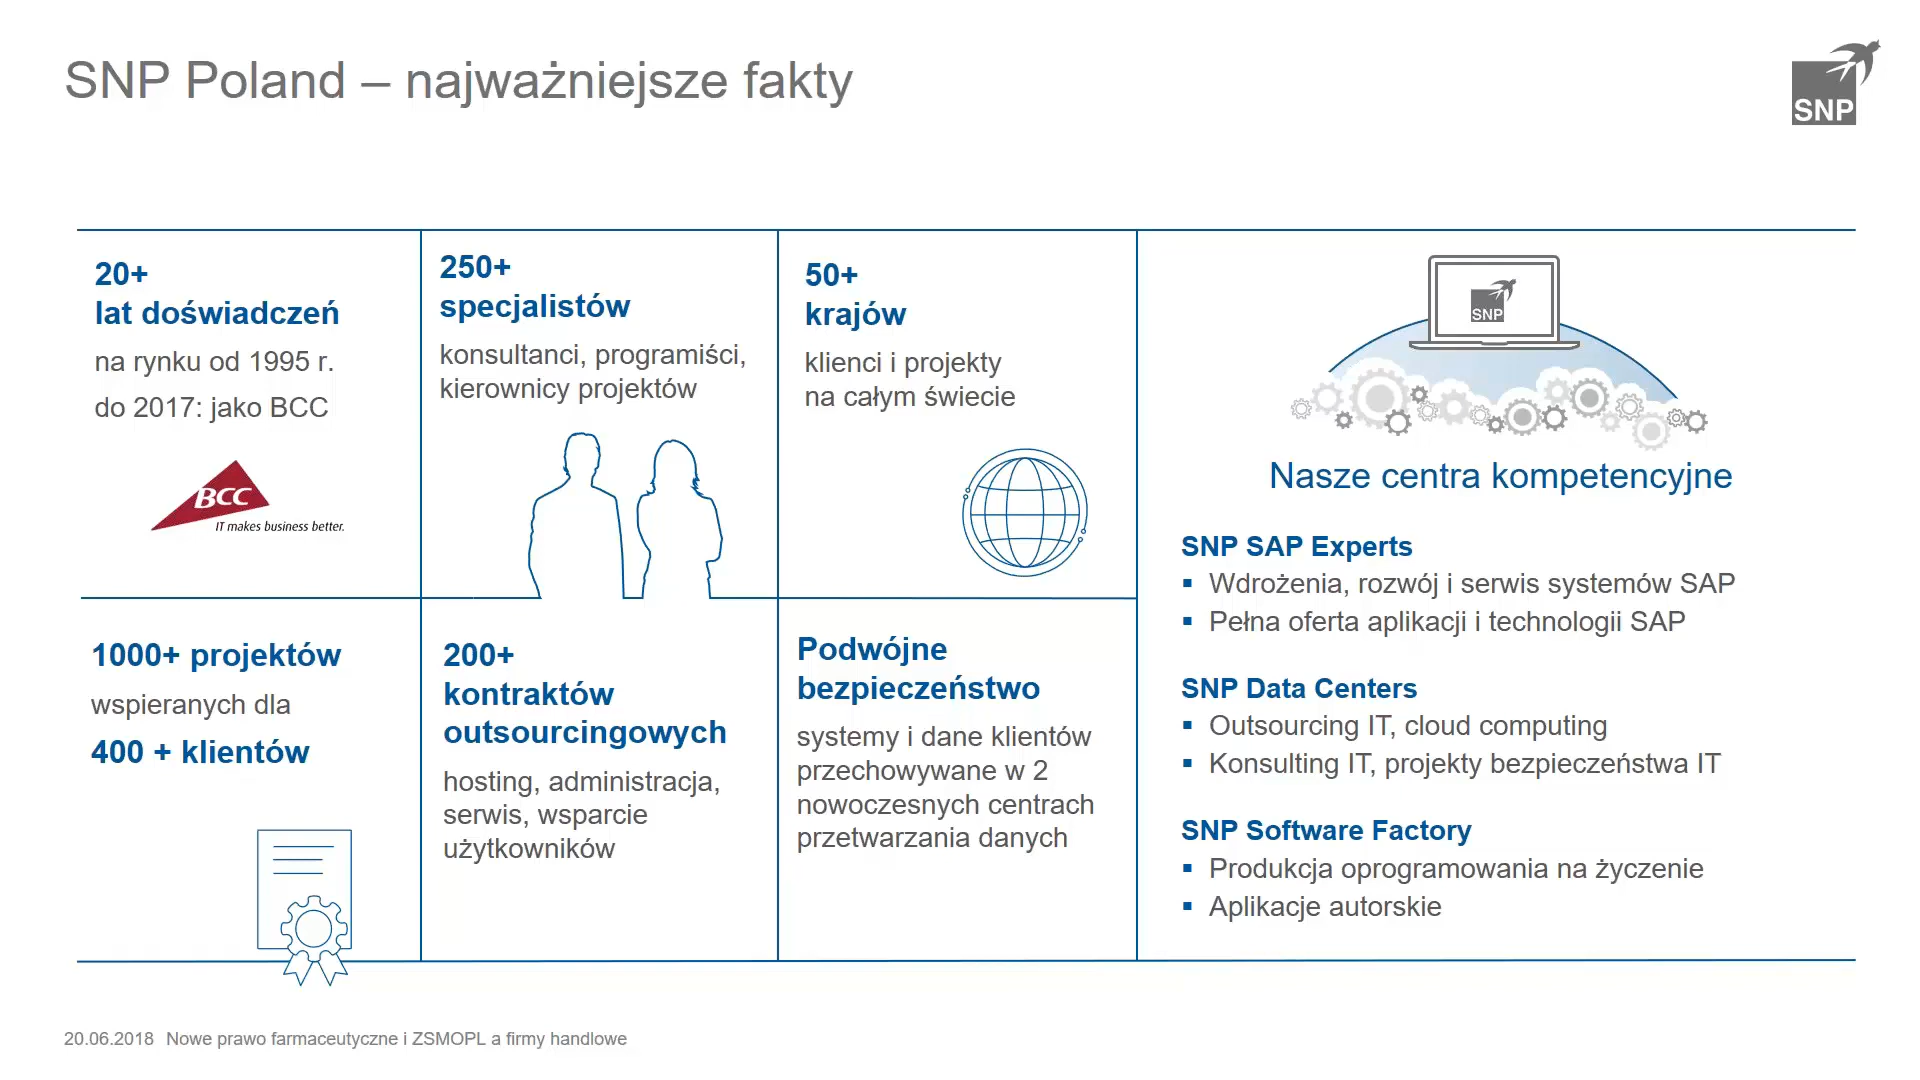 SNP Poland – najważniejsze fakty
SNP
20+
lat doświadczeń
na rynku od 1995 r.
do 2017: jako BCC
BCC
IT makes business better.
250+
specjalistów
konsultanci, programiści,
kierownicy projektów
50+
krajów
klienci i projekty
na całym świecie
1000+ projektów
wspieranych dla
400 + klientów
200+
kontraktów
outsourcingowych
hosting, administracja,
serwis, wsparcie
użytkowników
Podwójne
bezpieczeństwo
systemy i dane klientów
przechowywane w 2
nowoczesnych centrach
przetwarzania danych
SNP
Nasze centra kompetencyjne
SNP SAP Experts
▪ Wdrożenia, rozwój i serwis systemów SAP
▪ Pełna oferta aplikacji i technologii SAP
SNP Data Centers
▪ Outsourcing IT, cloud computing
▪ Konsulting IT, projekty bezpieczeństwa IT
SNP Software Factory
▪ Produkcja oprogramowania na życzenie
▪ Aplikacje autorskie
20.06.2018 Nowe prawo farmaceutyczne i ZSMOPL a firmy handlowe